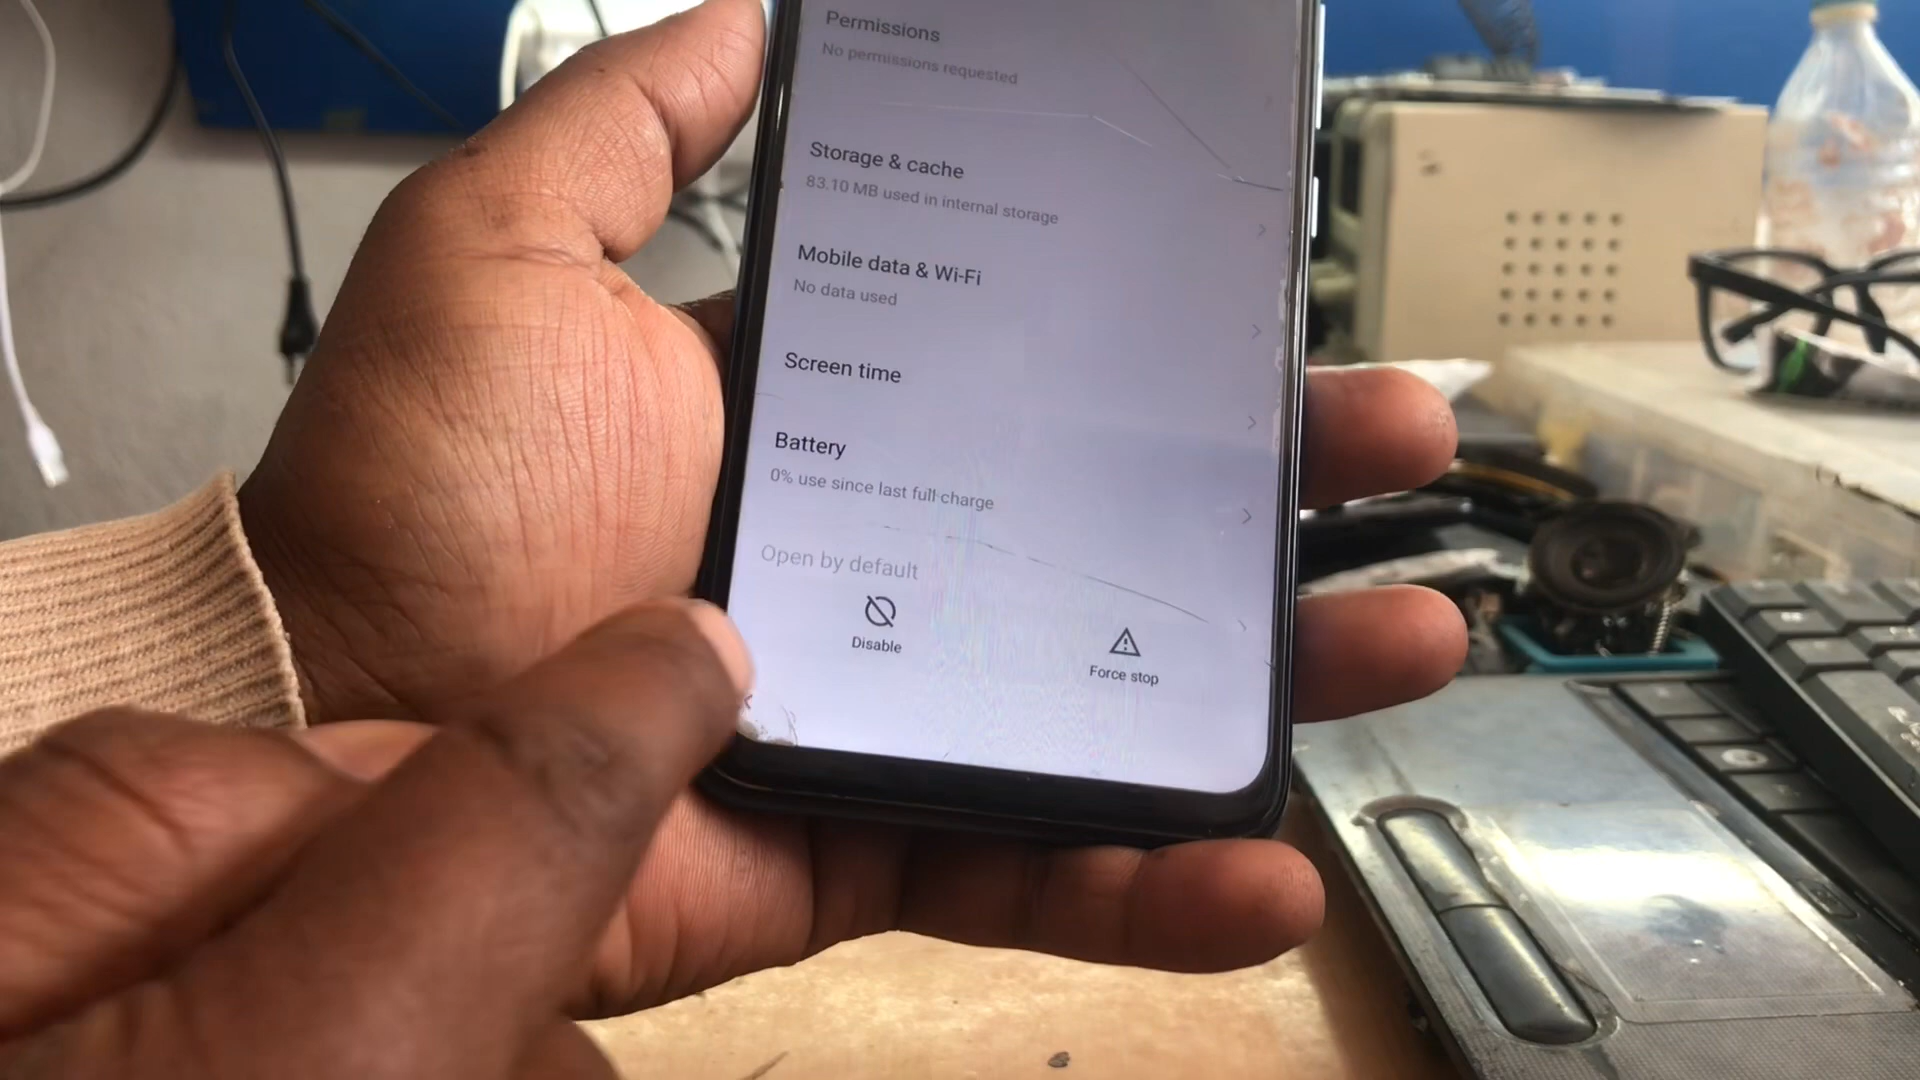 Permissions
No permissions requested
Storage & cache
83.10 MB used in internal storage
Mobile data & Wi-Fi
No data used
Screen time
Battery
0% use since last full charge
Open by default
Disable
Force stop